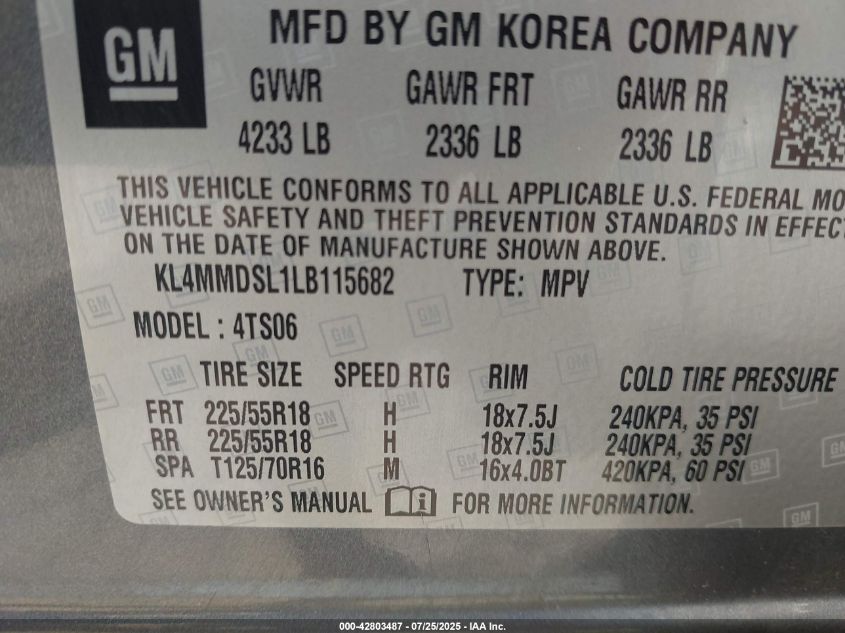 GM
MFD BY GM KOREA COMPANY
GVWR GAWR FRT GAWR RR
4233 LB 2336 LB 2336 LB
THIS VEHICLE CONFORMS TO ALL APPLICABLE U.S. FEDERAL MO
VEHICLE SAFETY AND THEFT PREVENTION STANDARDS IN EFFECT
ON THE DATE OF MANUFACTURE SHOWN ABOVE.
KL4MMDSL1LB115682 TYPE: MPV
MODEL : 4TS06
TIRE SIZE SPEED RTG RIM COLD TIRE PRESSURE
FRT 225/55R18 H 18x7.5J 240KPA, 35 PSI
RR 225/55R18 H 18x7.5J 240KPA, 35 PSI
SPA T125/70R16 M 16x4.0BT 420KPA, 60 PSI
SEE OWNER'S MANUAL i FOR MORE INFORMATION.
000-42803487 - 07/25/2025 - IAA Inc.